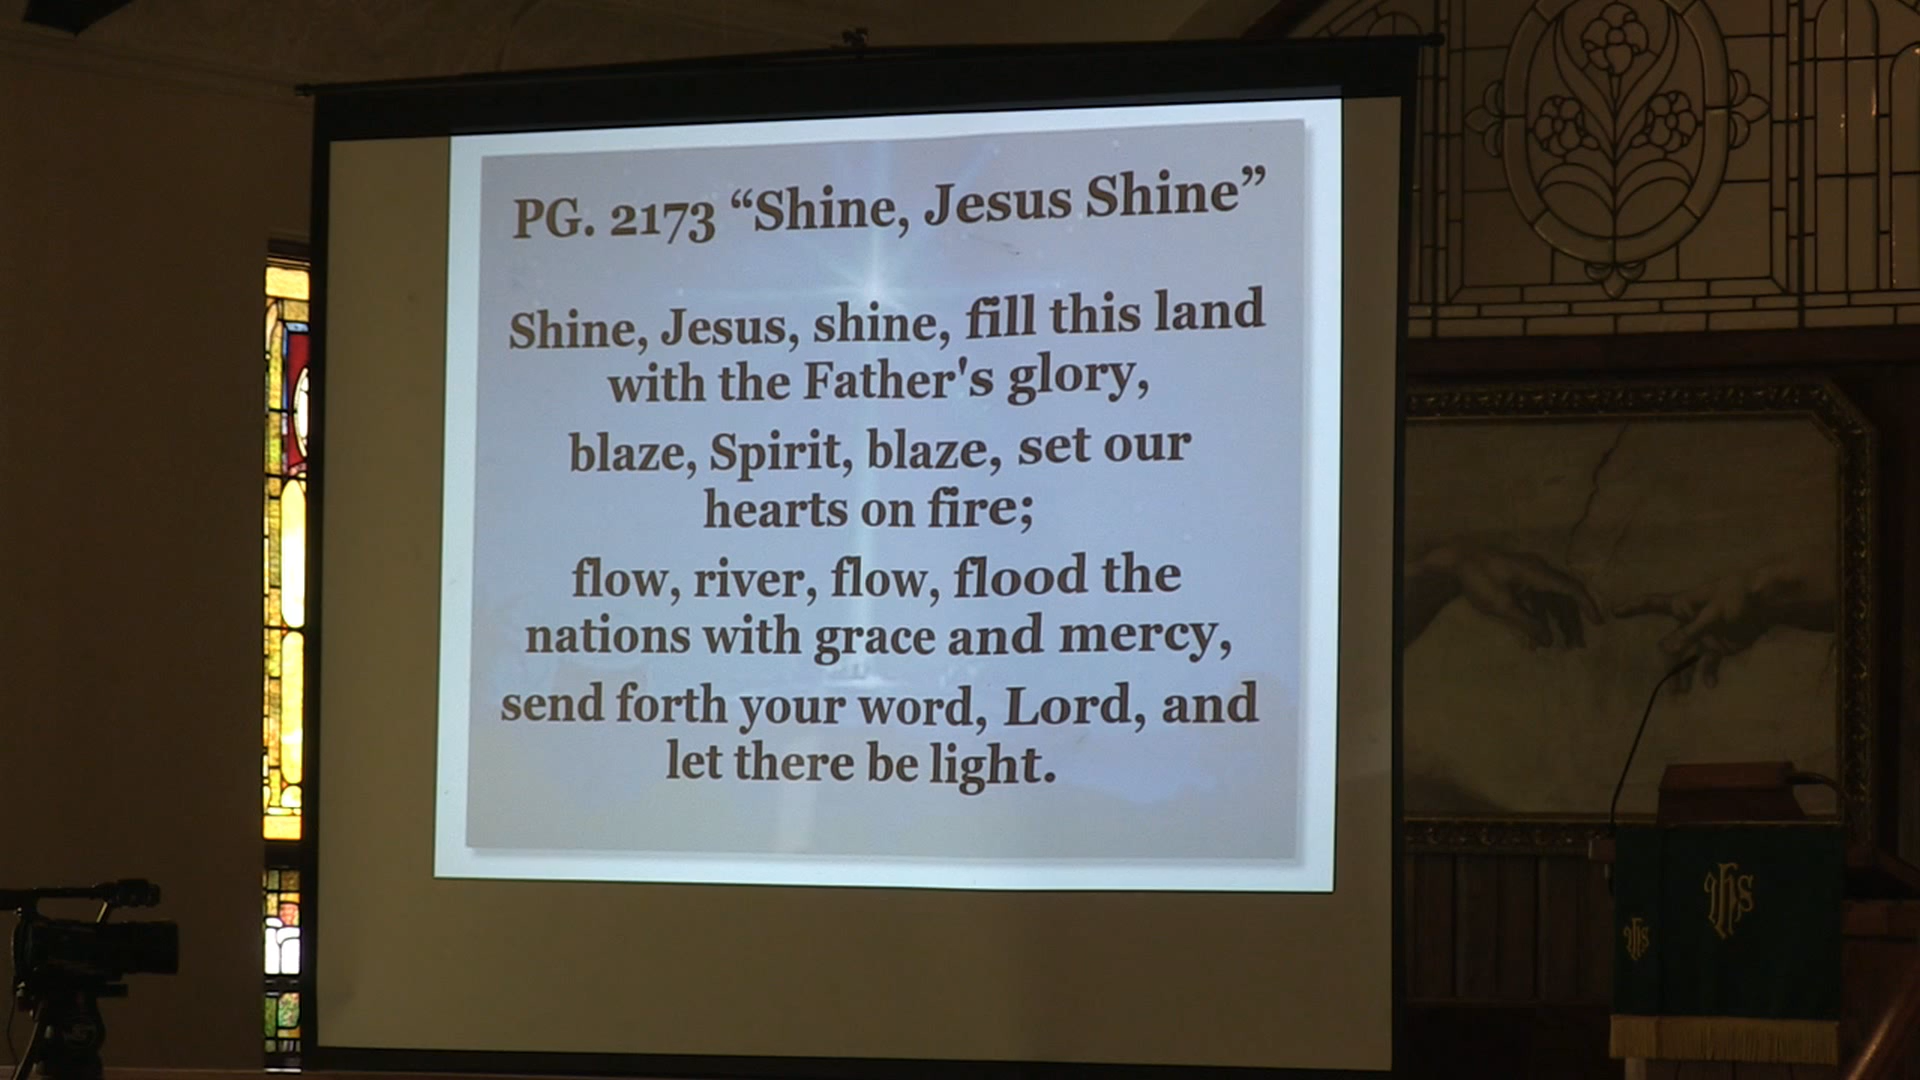 PG. 2173 “Shine, Jesus Shine”
Shine, Jesus, shine, fill this land
with the Father's glory,
blaze, Spirit, blaze, set our
hearts on fire;
flow, river, flow, flood the
nations with grace and mercy,
send forth your word, Lord, and
let there be light.
IHS
IHS